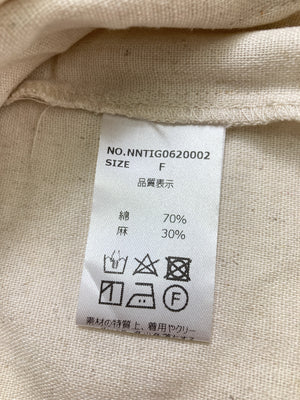 NO.NNTIG0620002
SIZE F
品質表示
綿 70%
麻 30%
F
素材の特質上、着用やクリー